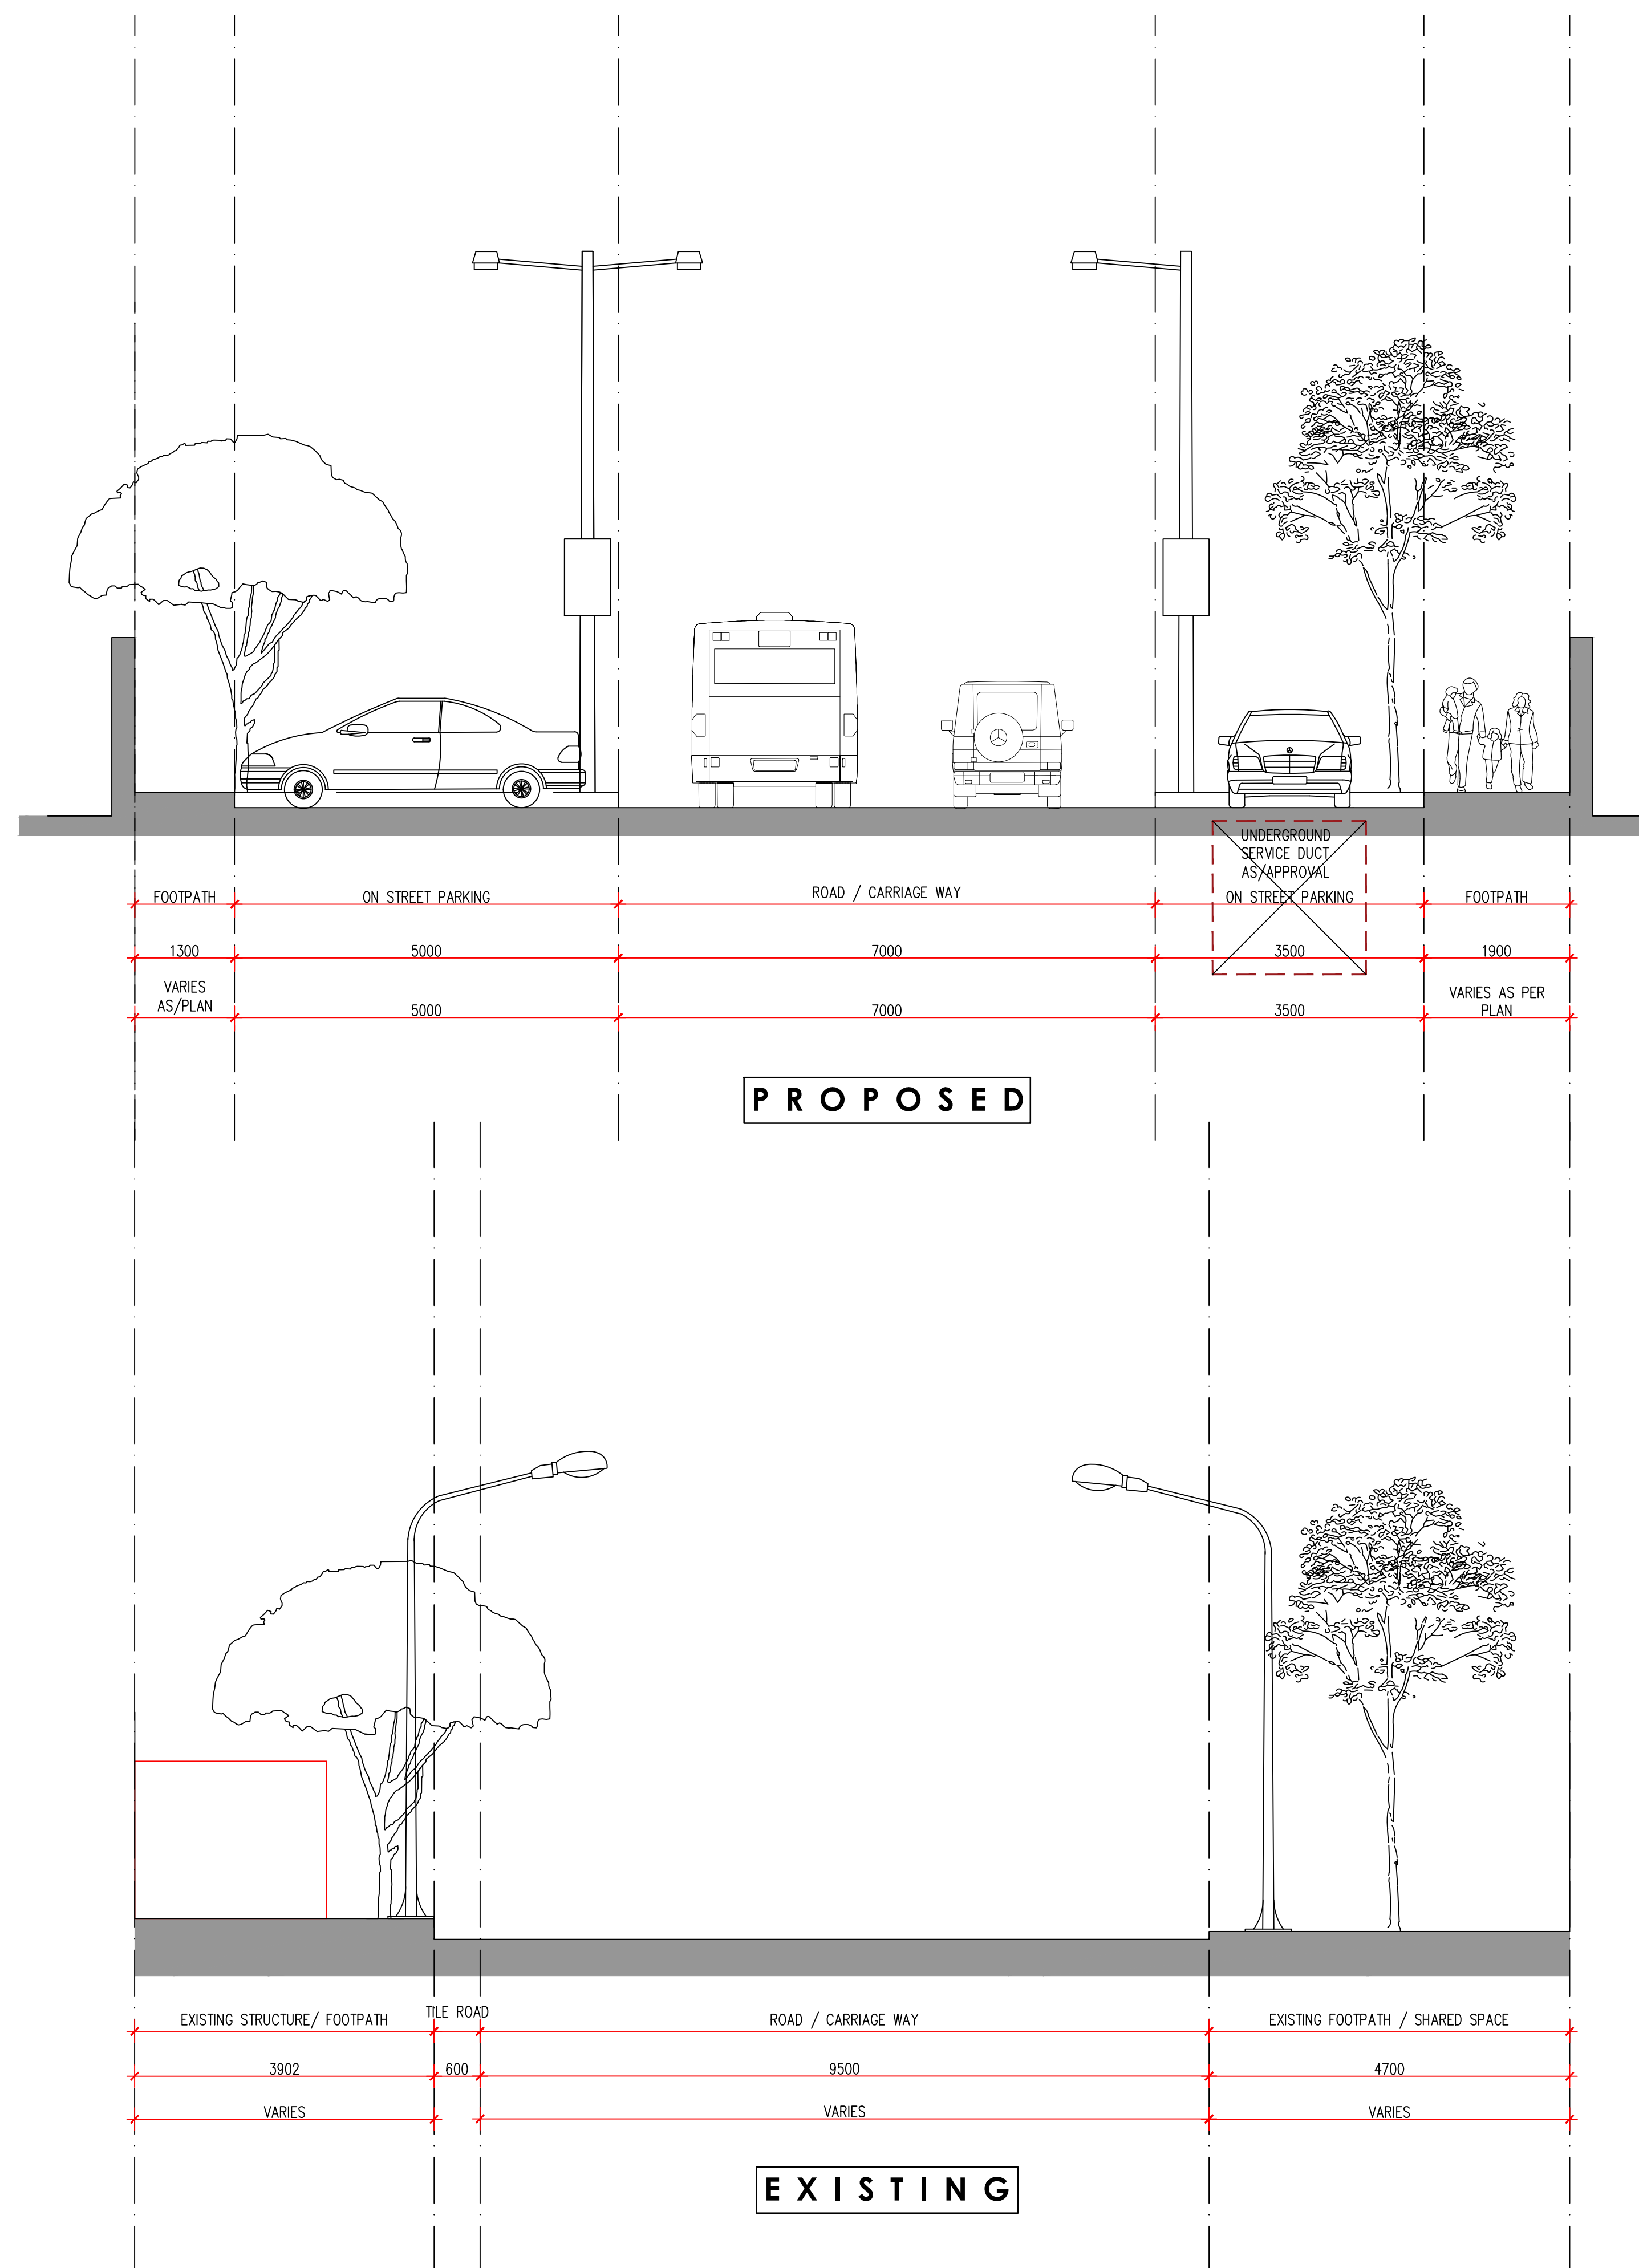 UNDERGROUND
SERVICE DUCT
AS/APPROVAL
FOOTPATH
ON STREET PARKING
ROAD / CARRIAGE WAY
ON STREET PARKING
FOOTPATH
1300
5000
7000
3500
1900
VARIES
AS/PLAN
5000
7000
3500
VARIES AS PER
PLAN
PROPOSED
EXISTING STRUCTURE/ FOOTPATH
TILE ROAD
ROAD / CARRIAGE WAY
EXISTING FOOTPATH / SHARED SPACE
3902
600
9500
4700
VARIES
VARIES
VARIES
EXISTING